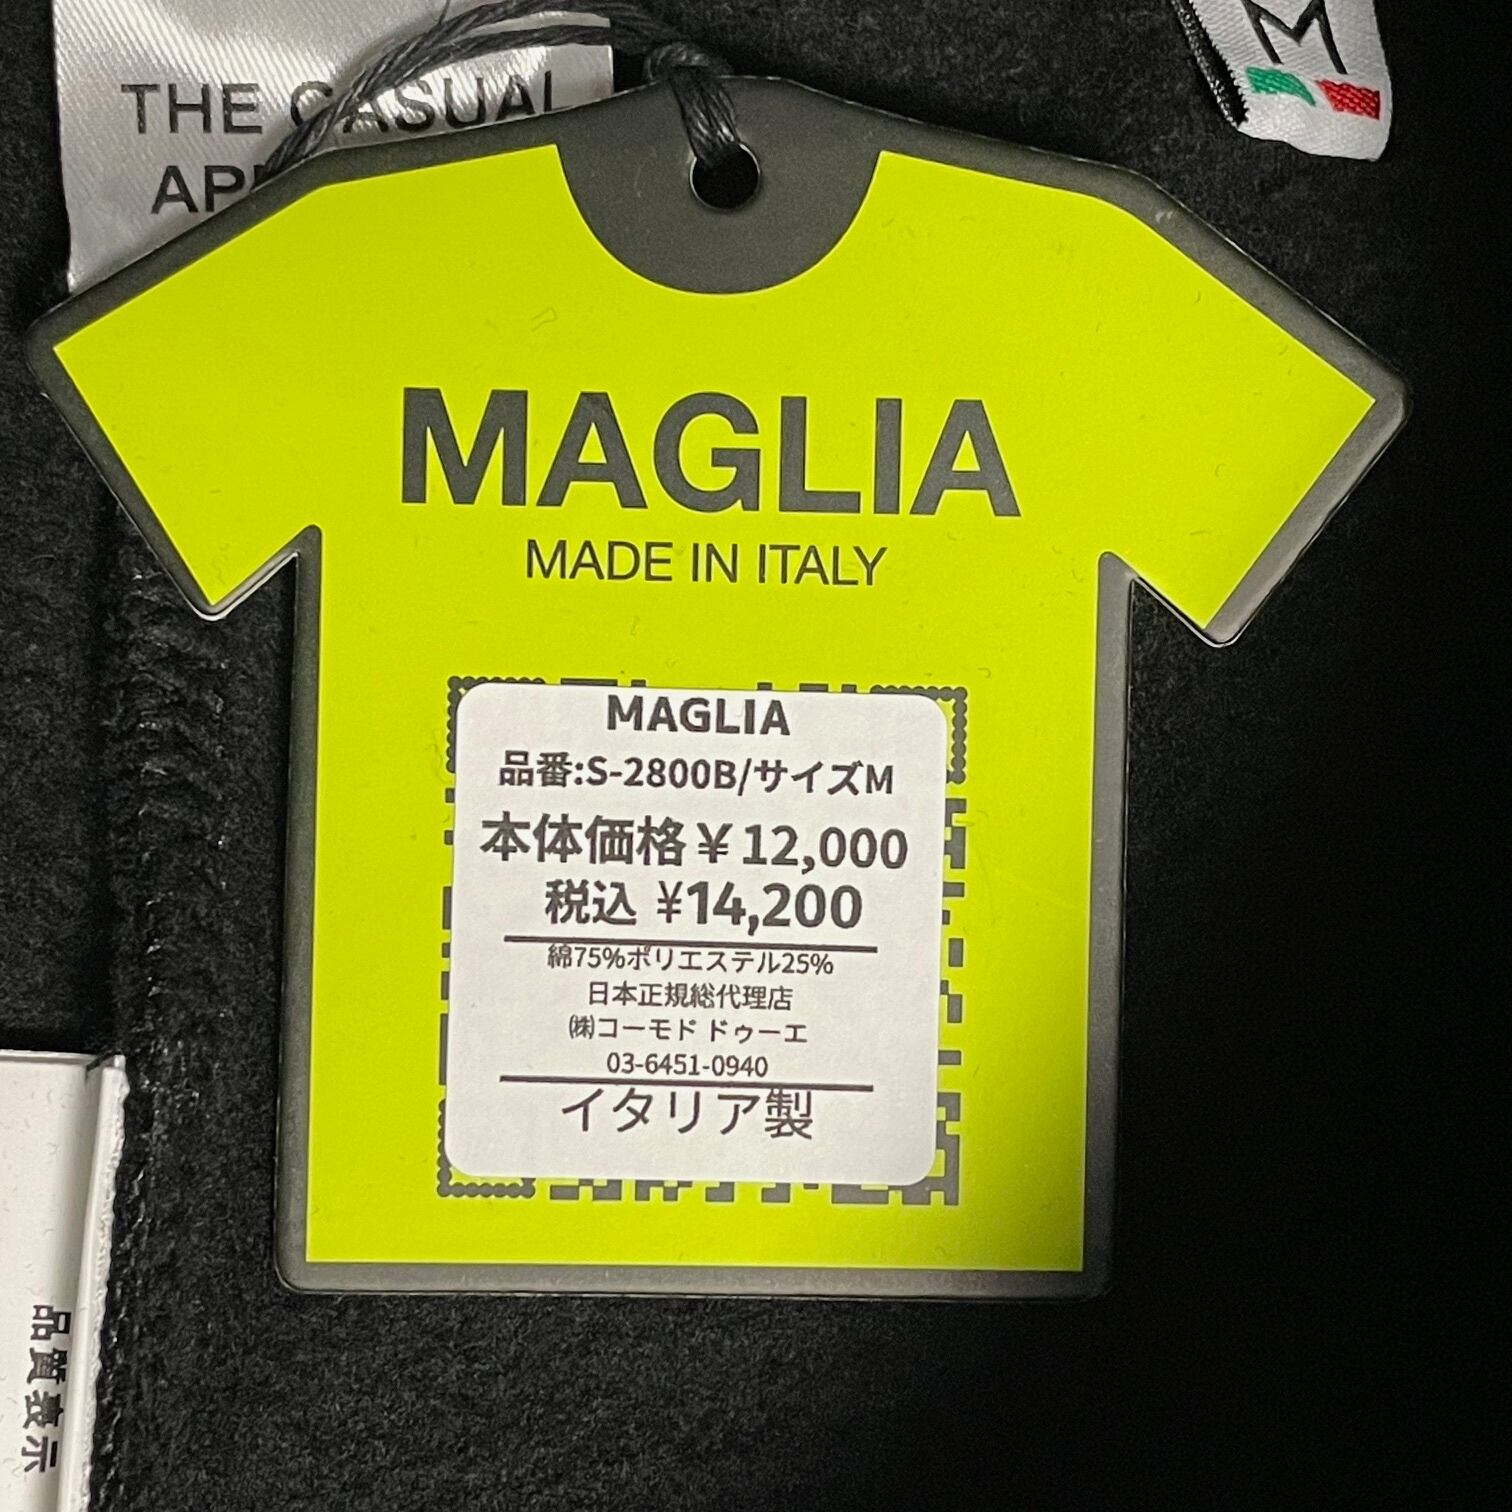 THE CASUAL
M
MAGLIA
MADE IN ITALY
MAGLIA
品番:S-2800B/サイズM
本体価格￥12,000
税込 ¥14,200
綿75%ポリエステル25%
日本正規総代理店
㈱コーモド ドゥーエ
03-6451-0940
イタリア製
品質表示